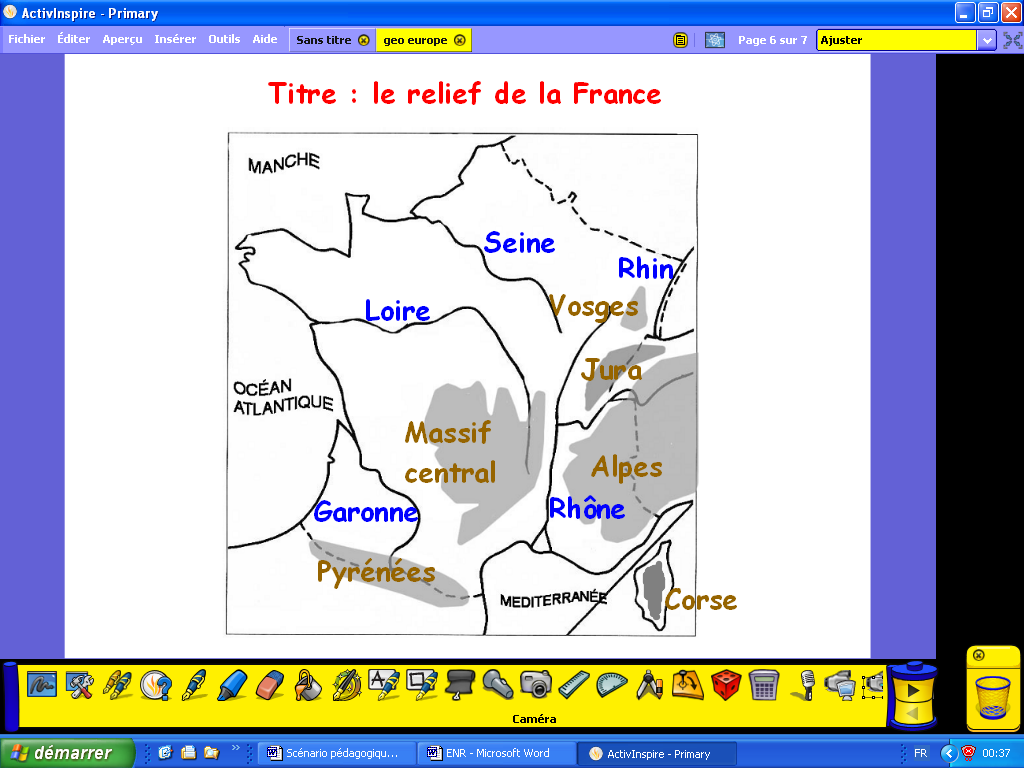 ActivInspire - Primary
Fichier Éditer Aperçu Insérer Outils Aide
Sans titre
geo europe
Page 6 sur 7
Ajuster
Titre : le relief de la France
MANCHE
Seine
Rhin
Vosges
Loire
Jura
OCÉAN
ATLANTIQUE
Massif
central
Alpes
Garonne
Rhône
Pyrénées
MEDITERRANÉE
Corse
Caméra
démarrer
»
Scénario pédagogiqu...
ENR - Microsoft Word
ActivInspire - Primary
FR
00:37